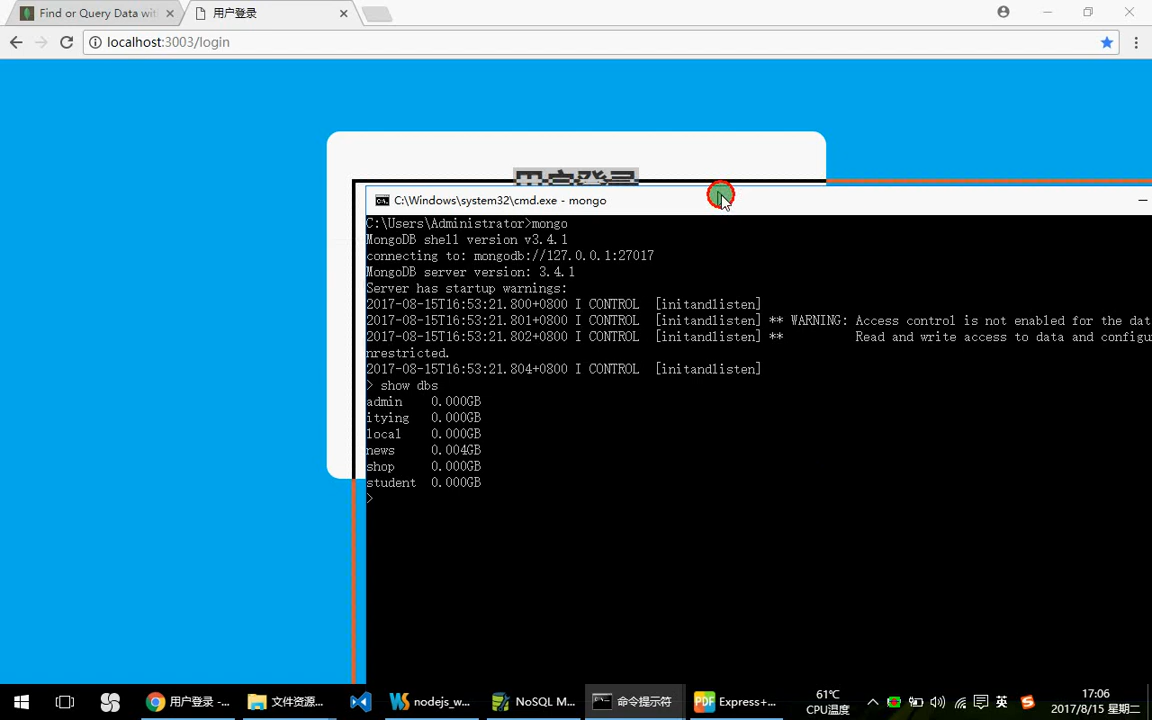 Find or Query Data wit
用户登录
localhost:3003/login
用户登录
C:\Windows\system32\cmd.exe - mongo
C:\Users\Administrator>mongo
MongoDB shell version v3.4.1
connecting to: mongodb://127.0.0.1:27017
MongoDB server version: 3.4.1
Server has startup warnings:
2017-08-15T16:53:21.800+0800 I CONTROL  [initandlisten]
2017-08-15T16:53:21.801+0800 I CONTROL  [initandlisten] ** WARNING: Access control is not enabled for the dat
2017-08-15T16:53:21.802+0800 I CONTROL  [initandlisten] **          Read and write access to data and configu
nrestricted.
2017-08-15T16:53:21.804+0800 I CONTROL  [initandlisten]
> show dbs
admin    0.000GB
itying   0.000GB
local    0.000GB
news     0.004GB
shop     0.000GB
student  0.000GB
>
用户登录 -...
文件资源...
nodejs_w...
NoSQL M...
命令提示符
PDF
Express+...
61℃
CPU温度
英
17:06
2017/8/15 星期二